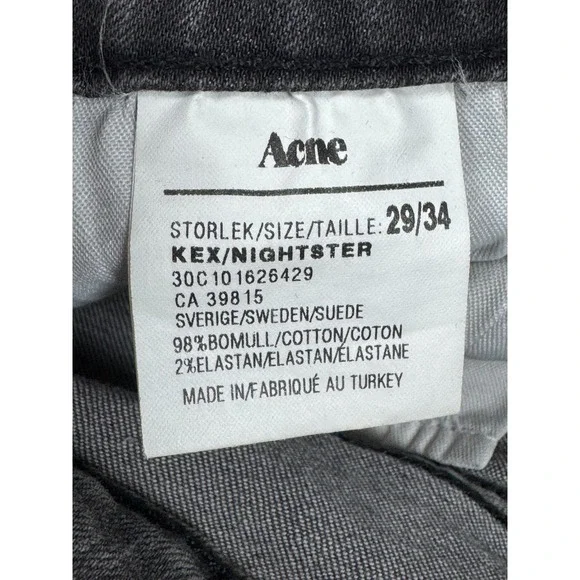 Acne
STORLEK/SIZE/TAILLE: 29/34
KEX/NIGHTSTER
30C101626429
CA 39815
SVERIGE/SWEDEN/SUEDE
98%BOMULL/COTTON/COTON
2%ELASTAN/ELASTAN/ÉLASTANE
MADE IN/FABRIQUÉ AU TURKEY